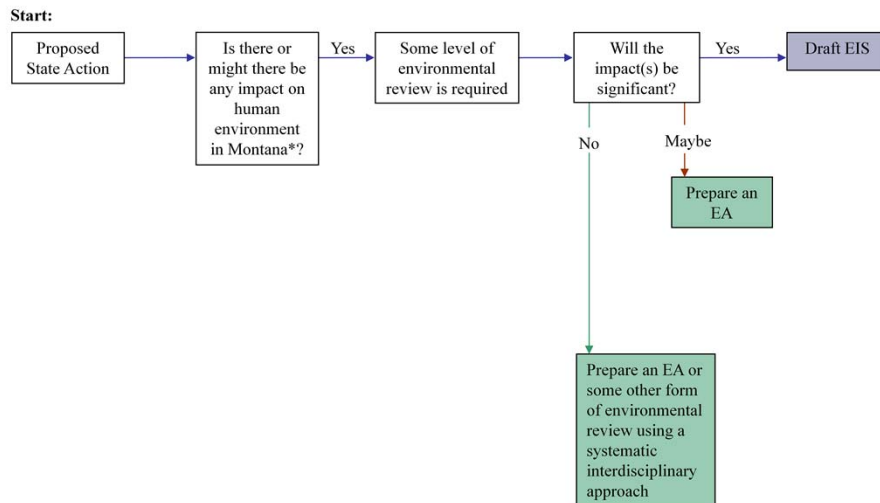 Start:
Proposed
State Action
Is there or
might there be
any impact on
human
environment
in Montana*?
Yes
Some level of
environmental
review is required
Will the
impact(s) be
significant?
Yes
Draft EIS
No
Maybe
Prepare an
EA
Prepare an EA or
some other form
of environmental
review using a
systematic
interdisciplinary
approach